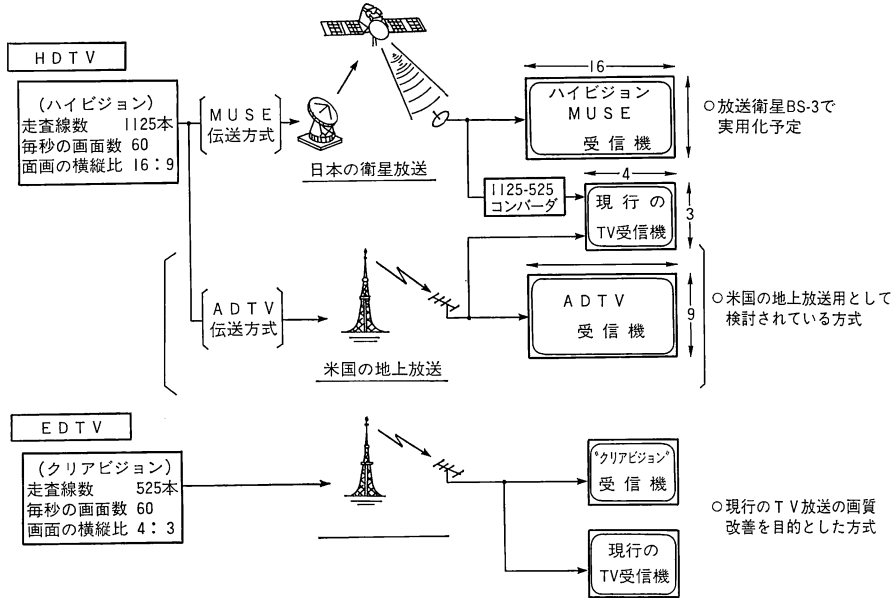 HDTV
(ハイビジョン)
走査線数 1125本
毎秒の画面数 60
面画の横縦比 16:9
MUSE
伝送方式
日本の衛星放送
16
ハイビジョン
MUSE
受信機
○放送衛星BS-3で
実用化予定
1125-525
コンバーダ
4
現行の
TV受信機
3
ADTV
伝送方式
米国の地上放送
ADTV
受信機
9
○米国の地上放送用として
検討されている方式
EDTV
(クリアビジョン)
走査線数 525本
毎秒の画面数 60
画面の横縦比 4:3
"クリアビジョン"
受信機
現行の
TV受信機
○現行のTV放送の画質
改善を目的とした方式